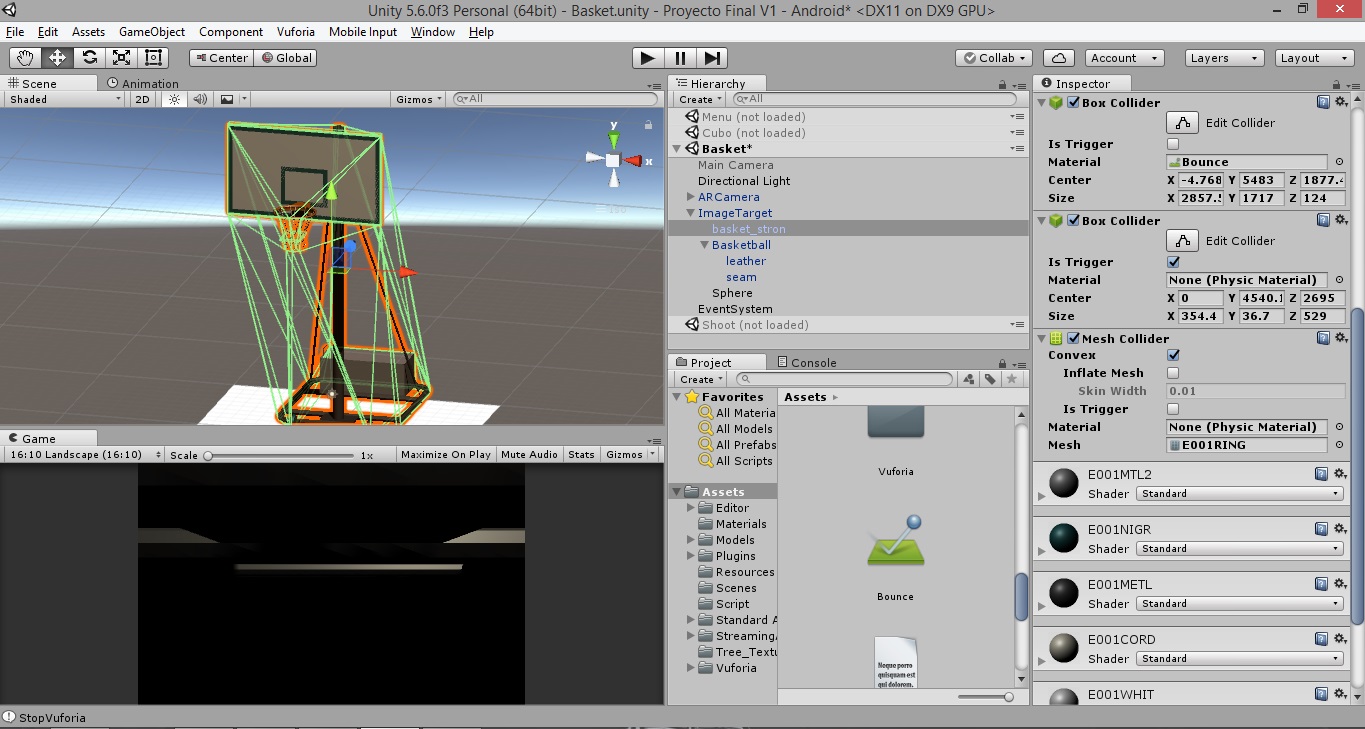 Unity 5.6.0f3 Personal (64bit) - Basket.unity - Proyecto Final V1 - Android* <DX11 on DX9 GPU>
File Edit Assets GameObject Component Vuforia Mobile Input Window Help
Center Global Collab Account Layers Layout
Scene Animation
Shaded 2D Gizmos All
y
x
Game
16:10 Landscape (16:10) Scale 1x Maximize On Play Mute Audio Stats Gizmos
StopVuforia
Hierarchy
Create All
Menu (not loaded)
Cubo (not loaded)
Basket*
Main Camera
Directional Light
ARCamera
ImageTarget
basket_stron
Basketball
leather
seam
Sphere
EventSystem
Shoot (not loaded)
Project Console
Create
Favorites
All Materia
All Models
All Prefabs
All Scripts
Assets
Editor
Materials
Models
Plugins
Resources
Scenes
Script
Standard A
Streaming
Tree_Textu
Vuforia
Assets
Vuforia
Bounce
Neque porro
quisquam est
qui dolorem.
Inspector
Box Collider
Edit Collider
Is Trigger
Material Bounce
Center X -4.768 Y 5483 Z 1877.4
Size X 2857.5 Y 1717 Z 124
Box Collider
Edit Collider
Is Trigger
Material None (Physic Material)
Center X 0 Y 4540.1 Z 2695
Size X 354.4 Y 36.7 Z 529
Mesh Collider
Convex
Inflate Mesh
Skin Width 0.01
Is Trigger
Material None (Physic Material)
Mesh E001RING
E001MTL2
Shader Standard
E001NIGR
Shader Standard
E001METL
Shader Standard
E001CORD
Shader Standard
E001WHIT